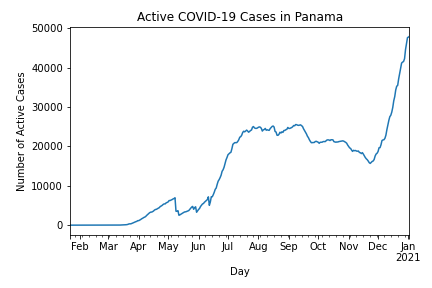 Active COVID-19 Cases in Panama
50000
40000
30000
20000
10000
0
Number of Active Cases
Feb Mar Apr May Jun Jul Aug Sep Oct Nov Dec Jan
2021
Day